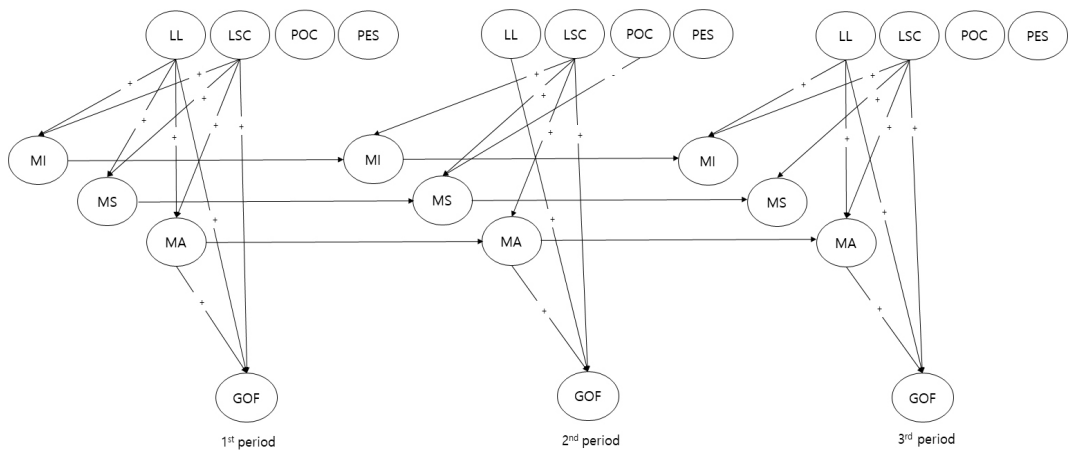 LL LSC POC PES LL LSC POC PES LL LSC POC PES
+ + + + + + + +
+ + - + +
+ + + + + + + +
MI MI MI
MS MS MS
MA MA MA
+ + +
+ + +
GOF GOF GOF
1st period 2nd period 3rd period